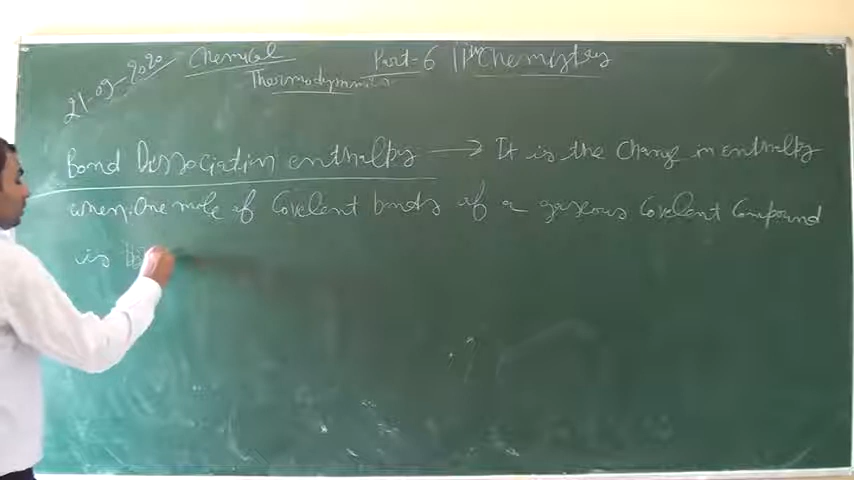 21-09-2020 Chemical Part-6 11th Chemistry
Thermodynamics
Bond Dissociation enthalpy → It is the Change in enthalpy
when One mole of Covelent bonds of a gaseous Covelent Compound
is